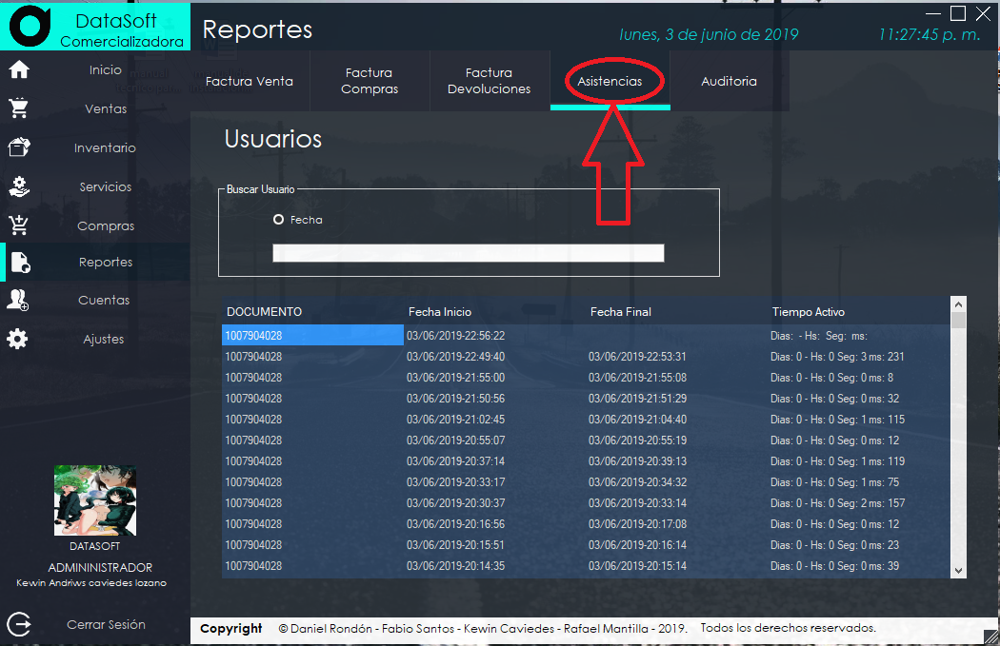 DataSoft
Comercializadora
Reportes
lunes, 3 de junio de 2019
11:27:45 p. m.
Inicio
Ventas
Inventario
Servicios
Compras
Reportes
Cuentas
Ajustes
DATASOFT
ADMININISTRADOR
Kewin Andriws caviedes lozano
Cerrar Sesión
Factura Venta
Factura
Compras
Factura
Devoluciones
Asistencias
Auditoria
Usuarios
Buscar Usuario
Fecha
DOCUMENTO Fecha Inicio Fecha Final Tiempo Activo
1007904028 03/06/2019-22:56:22 Dias: - Hs: Seg: ms:
1007904028 03/06/2019-22:49:40 03/06/2019-22:53:31 Dias: 0 - Hs: 0 Seg: 3 ms: 231
1007904028 03/06/2019-21:55:00 03/06/2019-21:55:08 Dias: 0 - Hs: 0 Seg: 0 ms: 8
1007904028 03/06/2019-21:50:56 03/06/2019-21:51:29 Dias: 0 - Hs: 0 Seg: 0 ms: 32
1007904028 03/06/2019-21:02:45 03/06/2019-21:04:40 Dias: 0 - Hs: 0 Seg: 1 ms: 115
1007904028 03/06/2019-20:55:07 03/06/2019-20:55:19 Dias: 0 - Hs: 0 Seg: 0 ms: 12
1007904028 03/06/2019-20:37:14 03/06/2019-20:39:13 Dias: 0 - Hs: 0 Seg: 1 ms: 119
1007904028 03/06/2019-20:33:17 03/06/2019-20:34:32 Dias: 0 - Hs: 0 Seg: 1 ms: 75
1007904028 03/06/2019-20:30:37 03/06/2019-20:33:14 Dias: 0 - Hs: 0 Seg: 2 ms: 157
1007904028 03/06/2019-20:16:56 03/06/2019-20:17:08 Dias: 0 - Hs: 0 Seg: 0 ms: 12
1007904028 03/06/2019-20:15:51 03/06/2019-20:16:14 Dias: 0 - Hs: 0 Seg: 0 ms: 23
1007904028 03/06/2019-20:14:35 03/06/2019-20:15:14 Dias: 0 - Hs: 0 Seg: 0 ms: 39
Copyright © Daniel Rondón - Fabio Santos - Kewin Caviedes - Rafael Mantilla - 2019. Todos los derechos reservados.